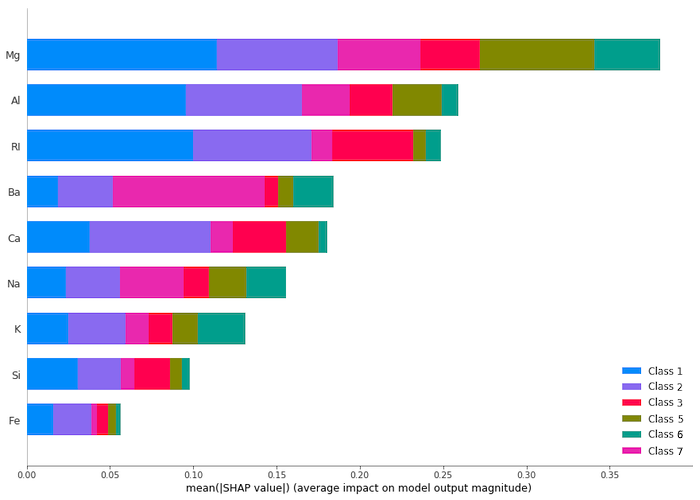 Mg
Al
RI
Ba
Ca
Na
K
Si
Fe
Class 1
Class 2
Class 3
Class 5
Class 6
Class 7
0.00 0.05 0.10 0.15 0.20 0.25 0.30 0.35
mean(|SHAP value|) (average impact on model output magnitude)